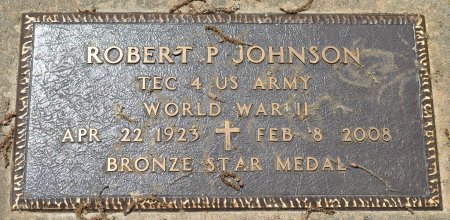 ROBERT P JOHNSON
TEC 4 US ARMY
WORLD WAR II
APR 22 1923 FEB 8 2008
BRONZE STAR MEDAL